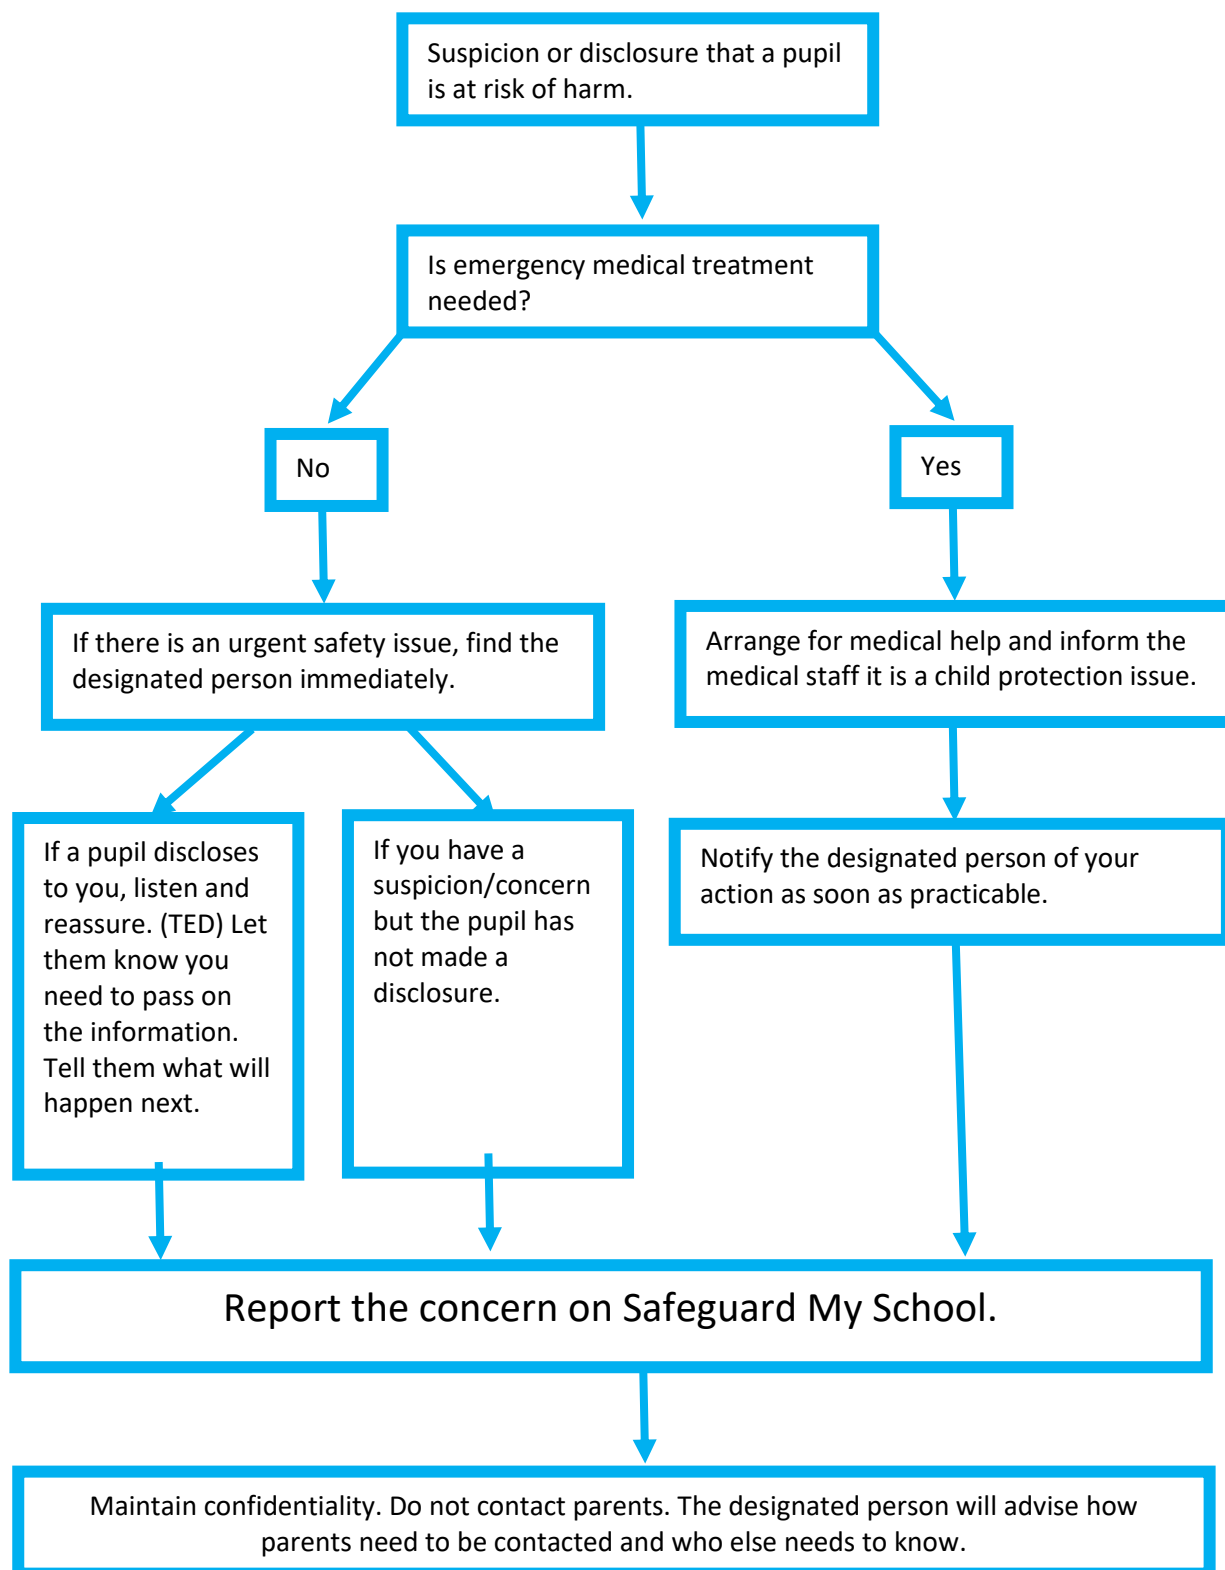 Suspicion or disclosure that a pupil
is at risk of harm.
Is emergency medical treatment
needed?
No
Yes
If there is an urgent safety issue, find the
designated person immediately.
Arrange for medical help and inform the
medical staff it is a child protection issue.
If a pupil discloses
to you, listen and
reassure. (TED) Let
them know you
need to pass on
the information.
Tell them what will
happen next.
If you have a
suspicion/concern
but the pupil has
not made a
disclosure.
Notify the designated person of your
action as soon as practicable.
Report the concern on Safeguard My School.
Maintain confidentiality. Do not contact parents. The designated person will advise how
parents need to be contacted and who else needs to know.